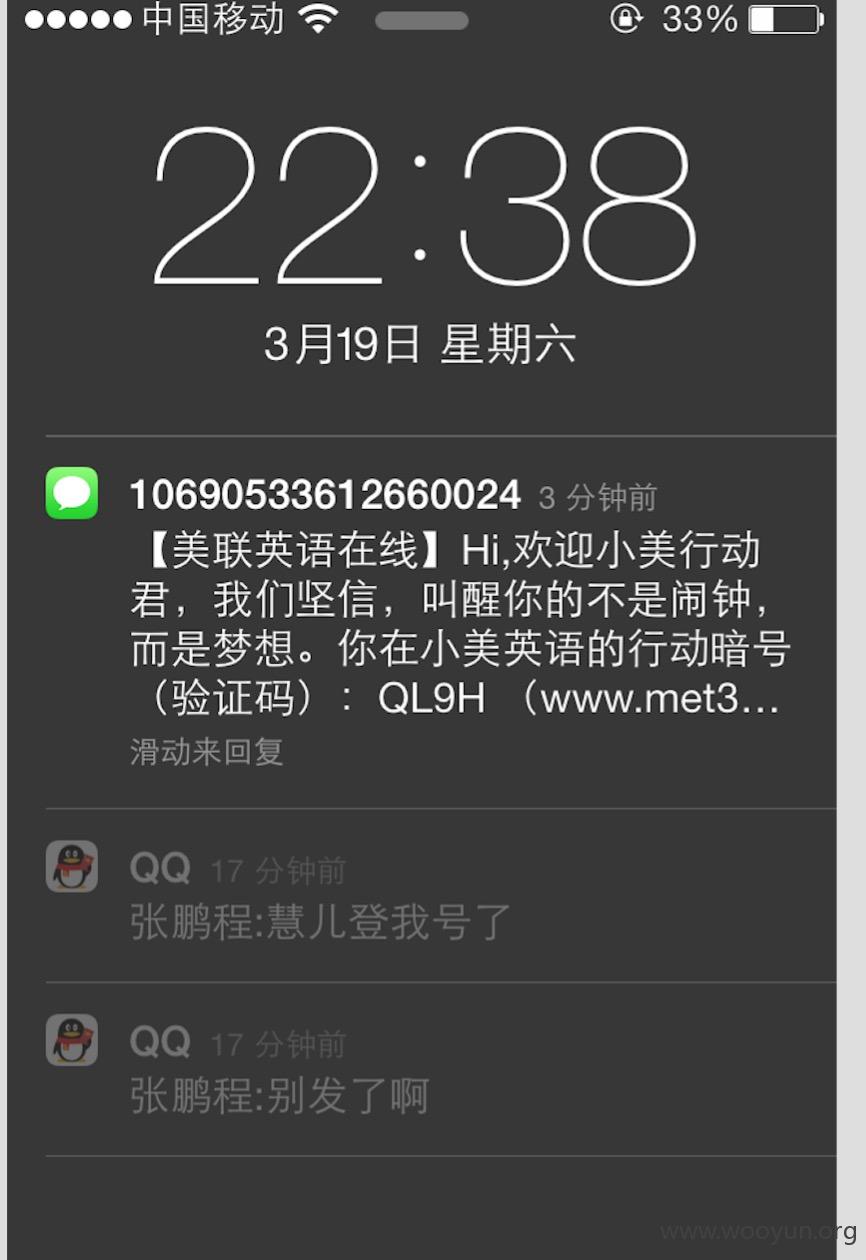 中国移动 33%
22:38
3月19日 星期六
10690533612660024 3 分钟前
【美联英语在线】Hi,欢迎小美行动
君，我们坚信，叫醒你的不是闹钟，
而是梦想。你在小美英语的行动暗号
（验证码）：QL9H （www.met3...
滑动来回复
QQ 17 分钟前
张鹏程:慧儿登我号了
QQ 17 分钟前
张鹏程:别发了啊
www.wooyun.org